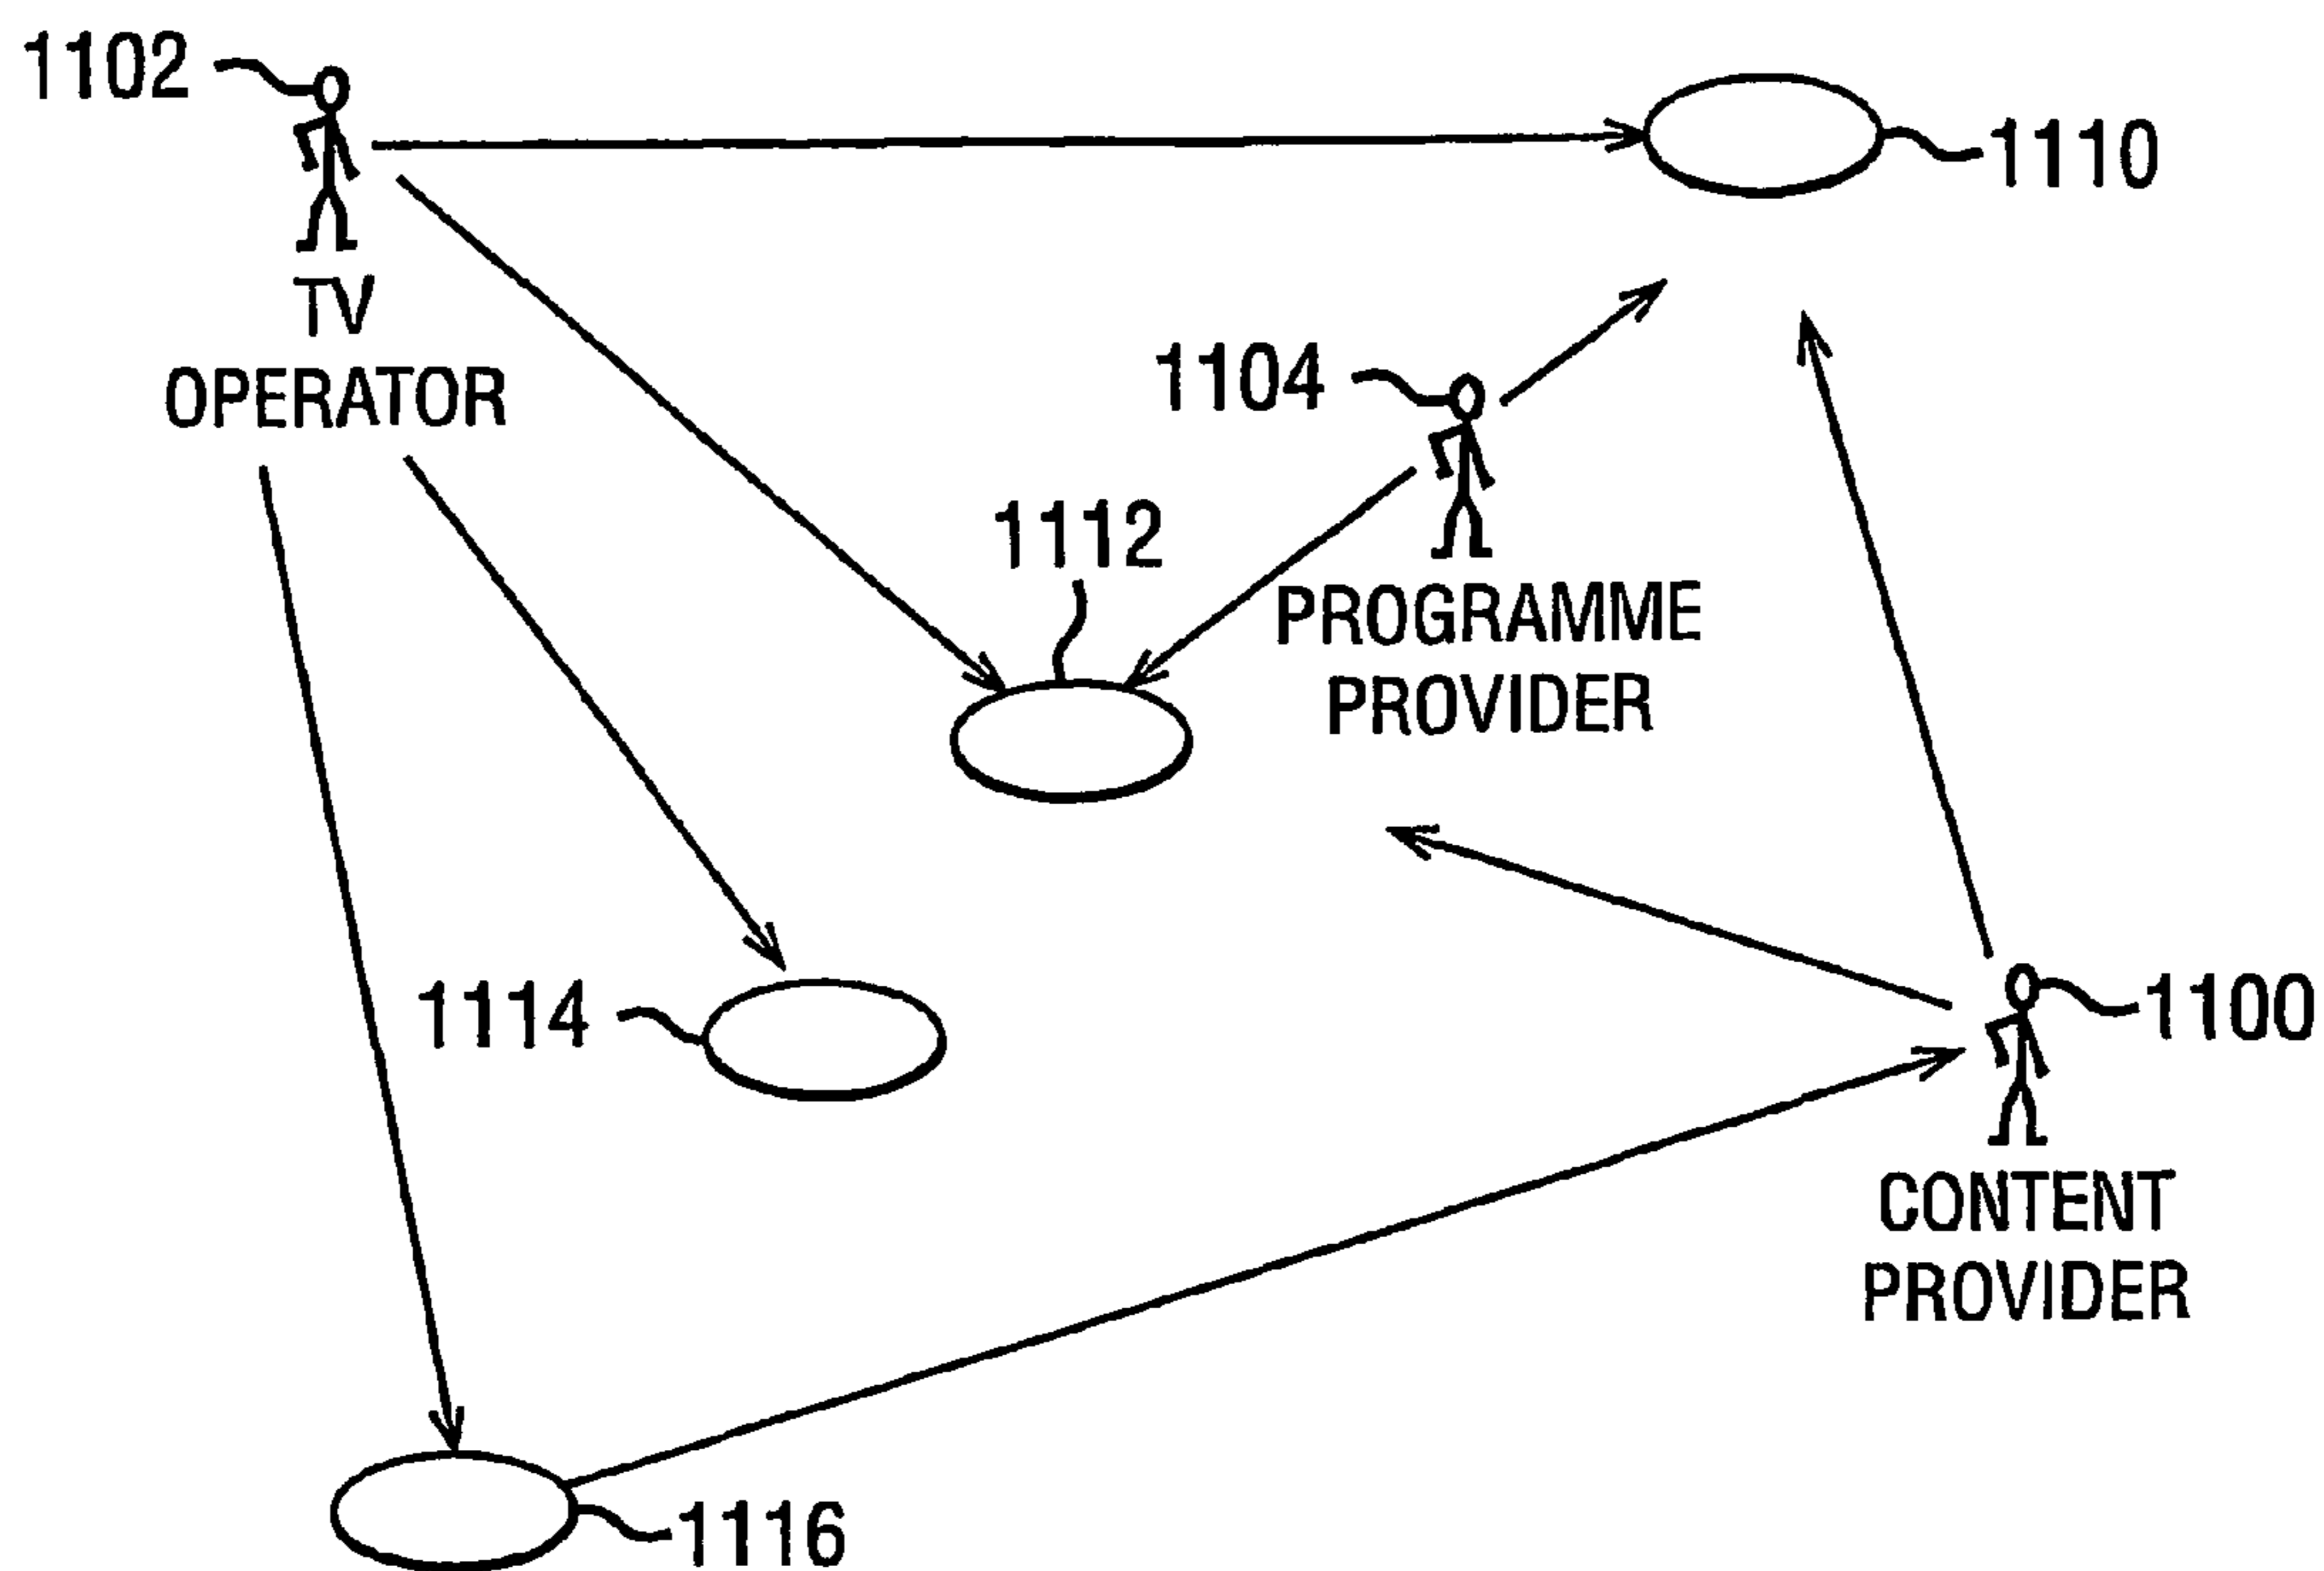 1102
1110
TV
OPERATOR
1104
1112
PROGRAMME
PROVIDER
1114
1100
CONTENT
PROVIDER
1116